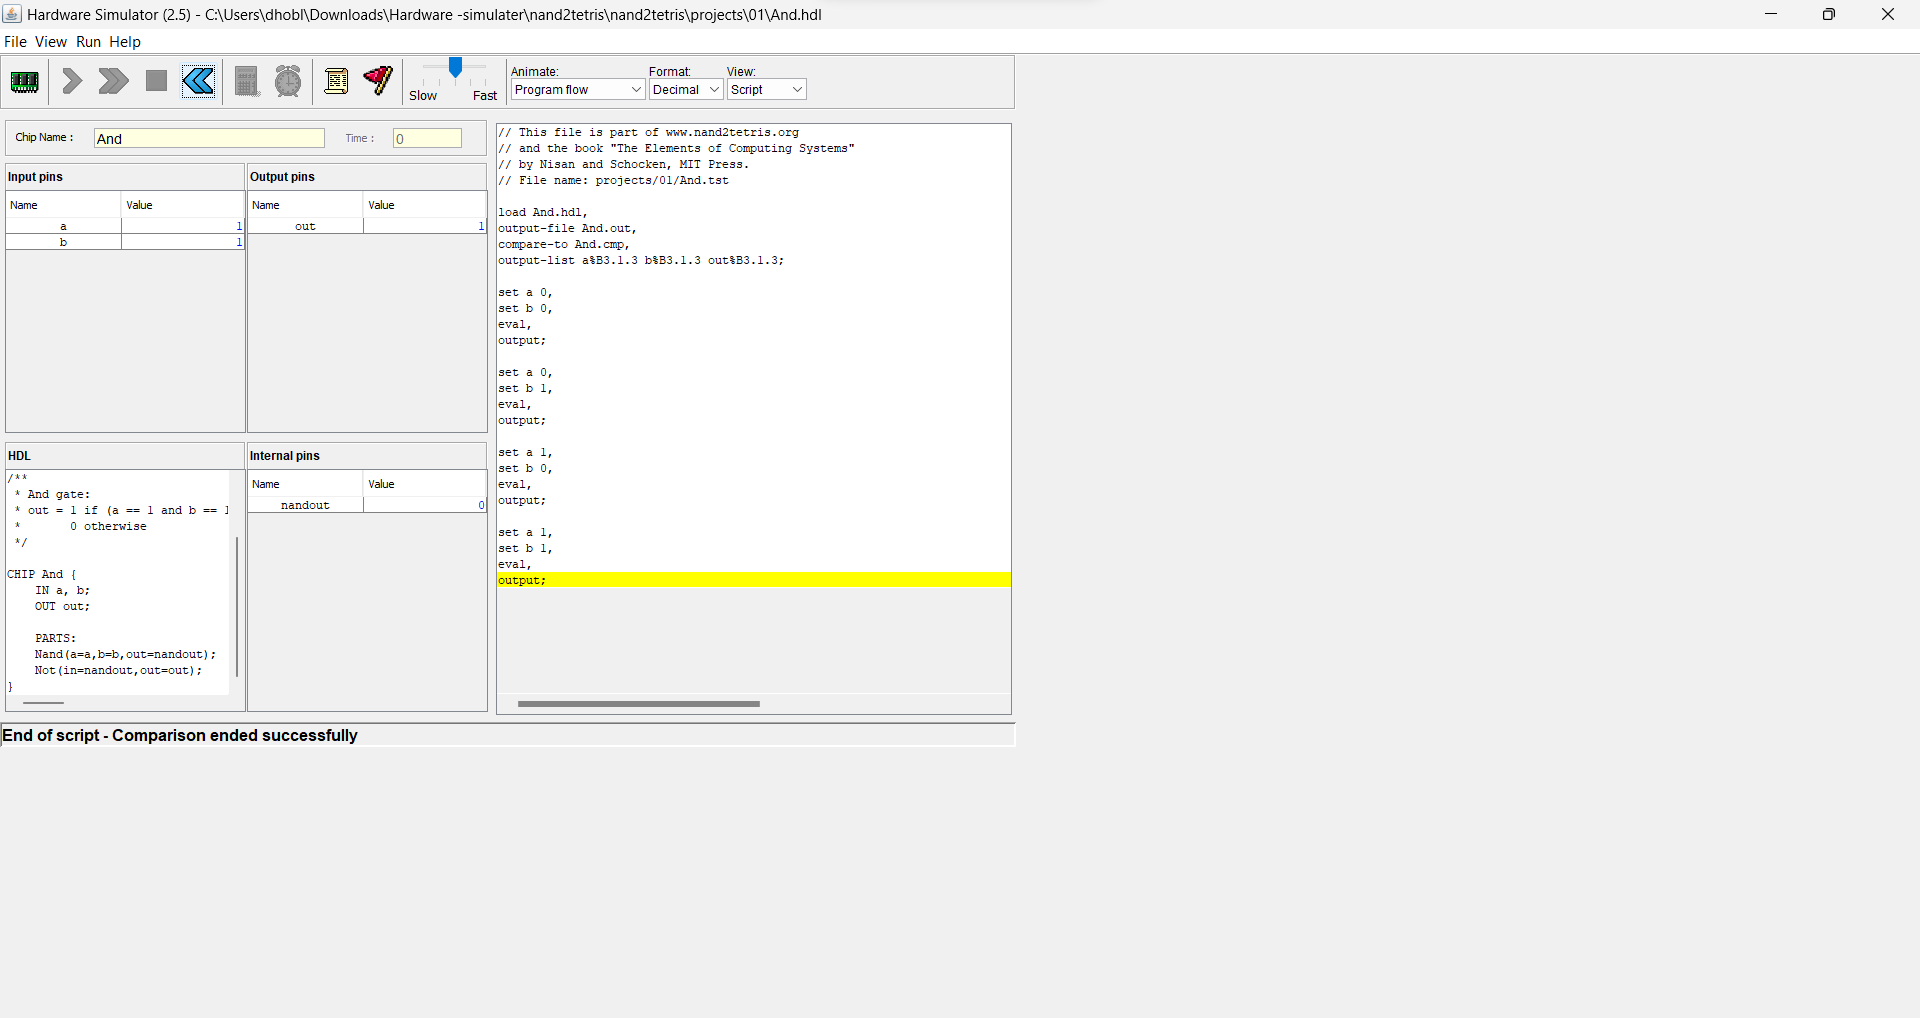 Hardware Simulator (2.5) - C:\Users\dhobl\Downloads\Hardware -simulater\nand2tetris\nand2tetris\projects\01\And.hdl
File View Run Help
Animate: Format: View:
Slow Fast Program flow Decimal Script
Chip Name : And Time : 0
Input pins
Name Value
a 1
b 1
Output pins
Name Value
out 1
HDL
/**
* And gate:
* out = 1 if (a == 1 and b == 1
* 0 otherwise
*/
CHIP And {
IN a, b;
OUT out;
PARTS:
Nand(a=a,b=b,out=nandout);
Not(in=nandout,out=out);
}
Internal pins
Name Value
nandout 0
// This file is part of www.nand2tetris.org
// and the book "The Elements of Computing Systems"
// by Nisan and Schocken, MIT Press.
// File name: projects/01/And.tst
load And.hdl,
output-file And.out,
compare-to And.cmp,
output-list a%B3.1.3 b%B3.1.3 out%B3.1.3;
set a 0,
set b 0,
eval,
output;
set a 0,
set b 1,
eval,
output;
set a 1,
set b 0,
eval,
output;
set a 1,
set b 1,
eval,
output;
End of script - Comparison ended successfully